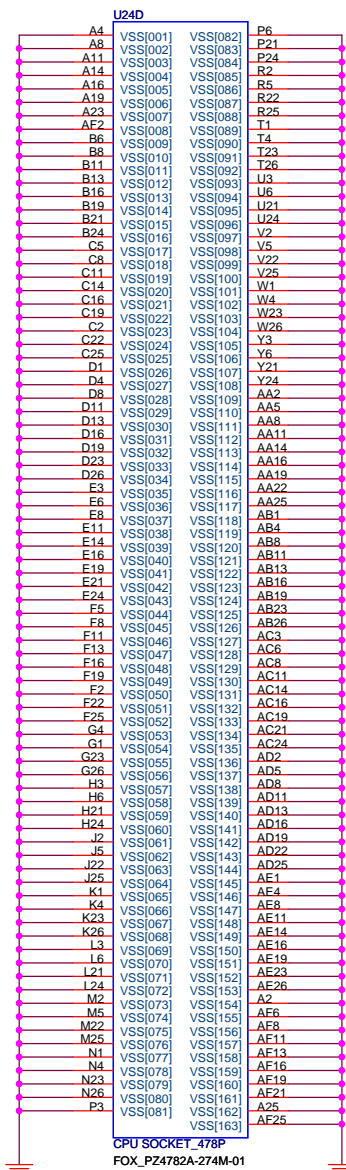 U24D
A4 VSS[001] VSS[082] P6
A8 VSS[002] VSS[083] P21
A11 VSS[003] VSS[084] P24
A14 VSS[004] VSS[085] R2
A16 VSS[005] VSS[086] R5
A19 VSS[006] VSS[087] R22
A23 VSS[007] VSS[088] R25
AF2 VSS[008] VSS[089] T1
B6 VSS[009] VSS[090] T4
B8 VSS[010] VSS[091] T23
B11 VSS[011] VSS[092] T26
B13 VSS[012] VSS[093] U3
B16 VSS[013] VSS[094] U6
B19 VSS[014] VSS[095] U21
B21 VSS[015] VSS[096] U24
B24 VSS[016] VSS[097] V2
C5 VSS[017] VSS[098] V5
C8 VSS[018] VSS[099] V22
C11 VSS[019] VSS[100] V25
C14 VSS[020] VSS[101] W1
C16 VSS[021] VSS[102] W4
C19 VSS[022] VSS[103] W23
C2 VSS[023] VSS[104] W26
C22 VSS[024] VSS[105] Y3
C25 VSS[025] VSS[106] Y6
D1 VSS[026] VSS[107] Y21
D4 VSS[027] VSS[108] Y24
D8 VSS[028] VSS[109] AA2
D11 VSS[029] VSS[110] AA5
D13 VSS[030] VSS[111] AA8
D16 VSS[031] VSS[112] AA11
D19 VSS[032] VSS[113] AA14
D23 VSS[033] VSS[114] AA16
D26 VSS[034] VSS[115] AA19
E3 VSS[035] VSS[116] AA22
E6 VSS[036] VSS[117] AA25
E8 VSS[037] VSS[118] AB1
E11 VSS[038] VSS[119] AB4
E14 VSS[039] VSS[120] AB8
E16 VSS[040] VSS[121] AB11
E19 VSS[041] VSS[122] AB13
E21 VSS[042] VSS[123] AB16
E24 VSS[043] VSS[124] AB19
F5 VSS[044] VSS[125] AB23
F8 VSS[045] VSS[126] AB26
F11 VSS[046] VSS[127] AC3
F13 VSS[047] VSS[128] AC6
F16 VSS[048] VSS[129] AC8
F19 VSS[049] VSS[130] AC11
F2 VSS[050] VSS[131] AC14
F22 VSS[051] VSS[132] AC16
F25 VSS[052] VSS[133] AC19
G4 VSS[053] VSS[134] AC21
G1 VSS[054] VSS[135] AC24
G23 VSS[055] VSS[136] AD2
G26 VSS[056] VSS[137] AD5
H3 VSS[057] VSS[138] AD8
H6 VSS[058] VSS[139] AD11
H21 VSS[059] VSS[140] AD13
H24 VSS[060] VSS[141] AD16
J2 VSS[061] VSS[142] AD19
J5 VSS[062] VSS[143] AD22
J22 VSS[063] VSS[144] AD25
J25 VSS[064] VSS[145] AE1
K1 VSS[065] VSS[146] AE4
K4 VSS[066] VSS[147] AE8
K23 VSS[067] VSS[148] AE11
K26 VSS[068] VSS[149] AE14
L3 VSS[069] VSS[150] AE16
L6 VSS[070] VSS[151] AE19
L21 VSS[071] VSS[152] AE23
L24 VSS[072] VSS[153] AE26
M2 VSS[073] VSS[154] A2
M5 VSS[074] VSS[155] AF6
M22 VSS[075] VSS[156] AF8
M25 VSS[076] VSS[157] AF11
N1 VSS[077] VSS[158] AF13
N4 VSS[078] VSS[159] AF16
N23 VSS[079] VSS[160] AF19
N26 VSS[080] VSS[161] AF21
P3 VSS[081] VSS[162] A25
VSS[163] AF25
CPU SOCKET_478P
FOX_PZ4782A-274M-01